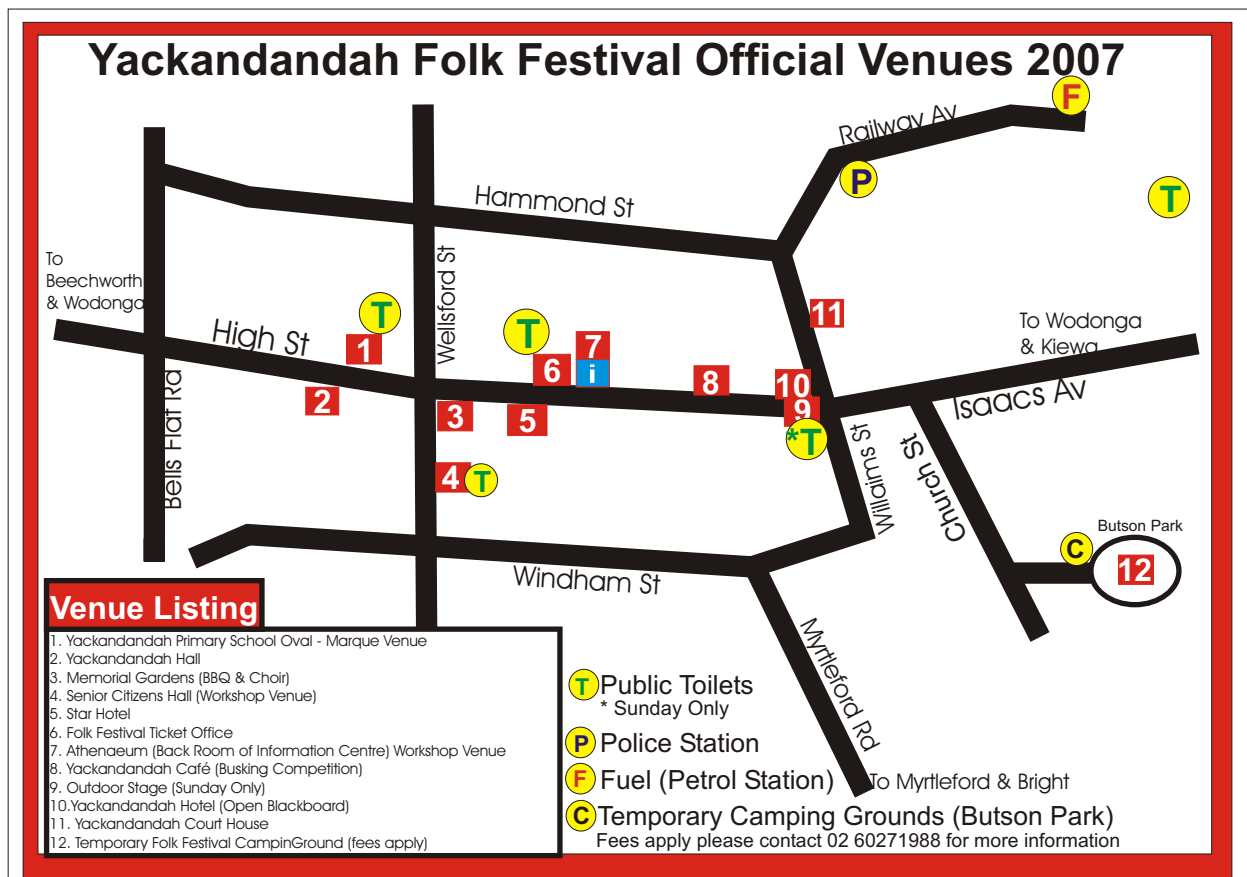 Yackandandah Folk Festival Official Venues 2007
F
Railway Av
P
T
Hammond St
To
Beechworth
& Wodonga
Wellsford St
T
T
11
To Wodonga
& Kiewa
High St
1
7
6
i
8
10
Isaacs Av
2
3
5
9
*T
Bells Flat Rd
4
T
Wildaims St
Church St
Butson Park
C
12
Windham St
Myrtleford Rd
To Myrtleford & Bright
Venue Listing
1. Yackandandah Primary School Oval - Marque Venue
2. Yackandandah Hall
3. Memorial Gardens (BBQ & Choir)
4. Senior Citizens Hall (Workshop Venue)
5. Star Hotel
6. Folk Festival Ticket Office
7. Athenaeum (Back Room of Information Centre) Workshop Venue
8. Yackandandah Café (Busking Competition)
9. Outdoor Stage (Sunday Only)
10.Yackandandah Hotel (Open Blackboard)
11. Yackandandah Court House
12. Temporary Folk Festival CampinGround (fees apply)
T Public Toilets
* Sunday Only
P Police Station
F Fuel (Petrol Station)
C Temporary Camping Grounds (Butson Park)
Fees apply please contact 02 60271988 for more information